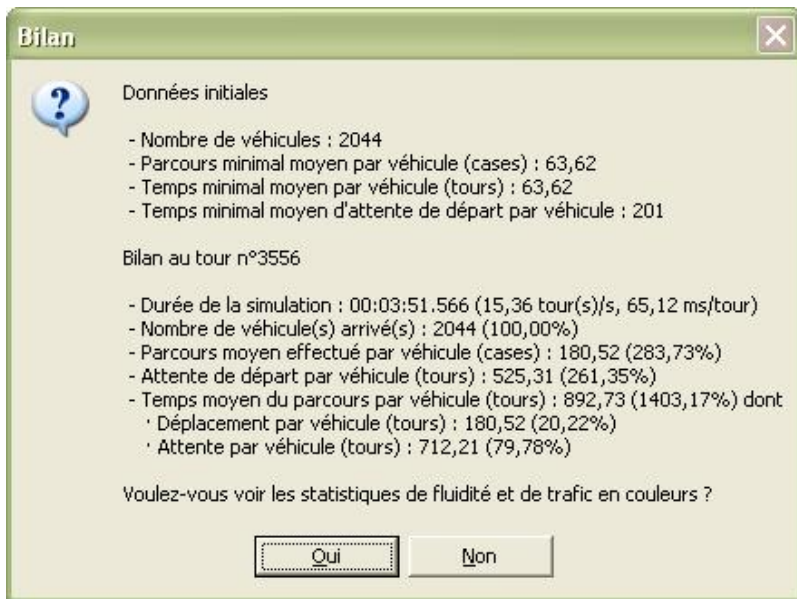 Bilan
Données initiales
- Nombre de véhicules : 2044
- Parcours minimal moyen par véhicule (cases) : 63,62
- Temps minimal moyen par véhicule (tours) : 63,62
- Temps minimal moyen d'attente de départ par véhicule : 201
Bilan au tour n°3556
- Durée de la simulation : 00:03:51.566 (15,36 tour(s)/s, 65,12 ms/tour)
- Nombre de véhicule(s) arrivé(s) : 2044 (100,00%)
- Parcours moyen effectué par véhicule (cases) : 180,52 (283,73%)
- Attente de départ par véhicule (tours) : 525,31 (261,35%)
- Temps moyen du parcours par véhicule (tours) : 892,73 (1403,17%) dont
· Déplacement par véhicule (tours) : 180,52 (20,22%)
· Attente par véhicule (tours) : 712,21 (79,78%)
Voulez-vous voir les statistiques de fluidité et de trafic en couleurs ?
Oui
Non